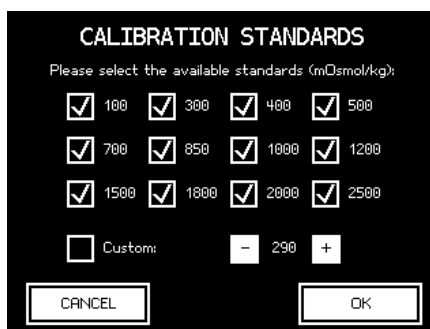 CALIBRATION STANDARDS
Please select the available standards (mOsmol/kg):
100 300 400 500
700 850 1000 1200
1500 1800 2000 2500
Custom: - 290 +
CANCEL OK